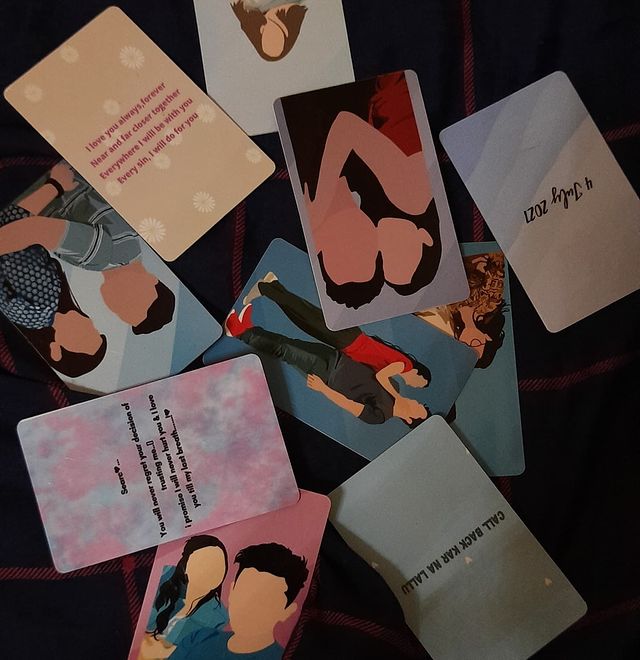 I love you always,forever
Near and far closer together
Everywhere I will be with you
Every sin, I will do for you
4 July 2021
You will never regret your decision of
trusting me..!!
I promise I will never hurt you & I love
you till my last breath.....!♥
CALL BACK KAR NA LALLU